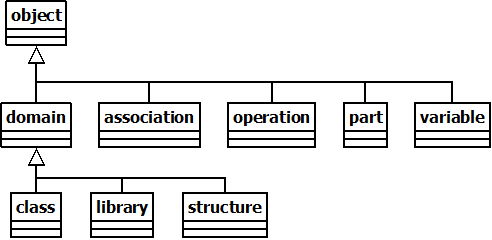 object
domain association operation part variable
class library structure